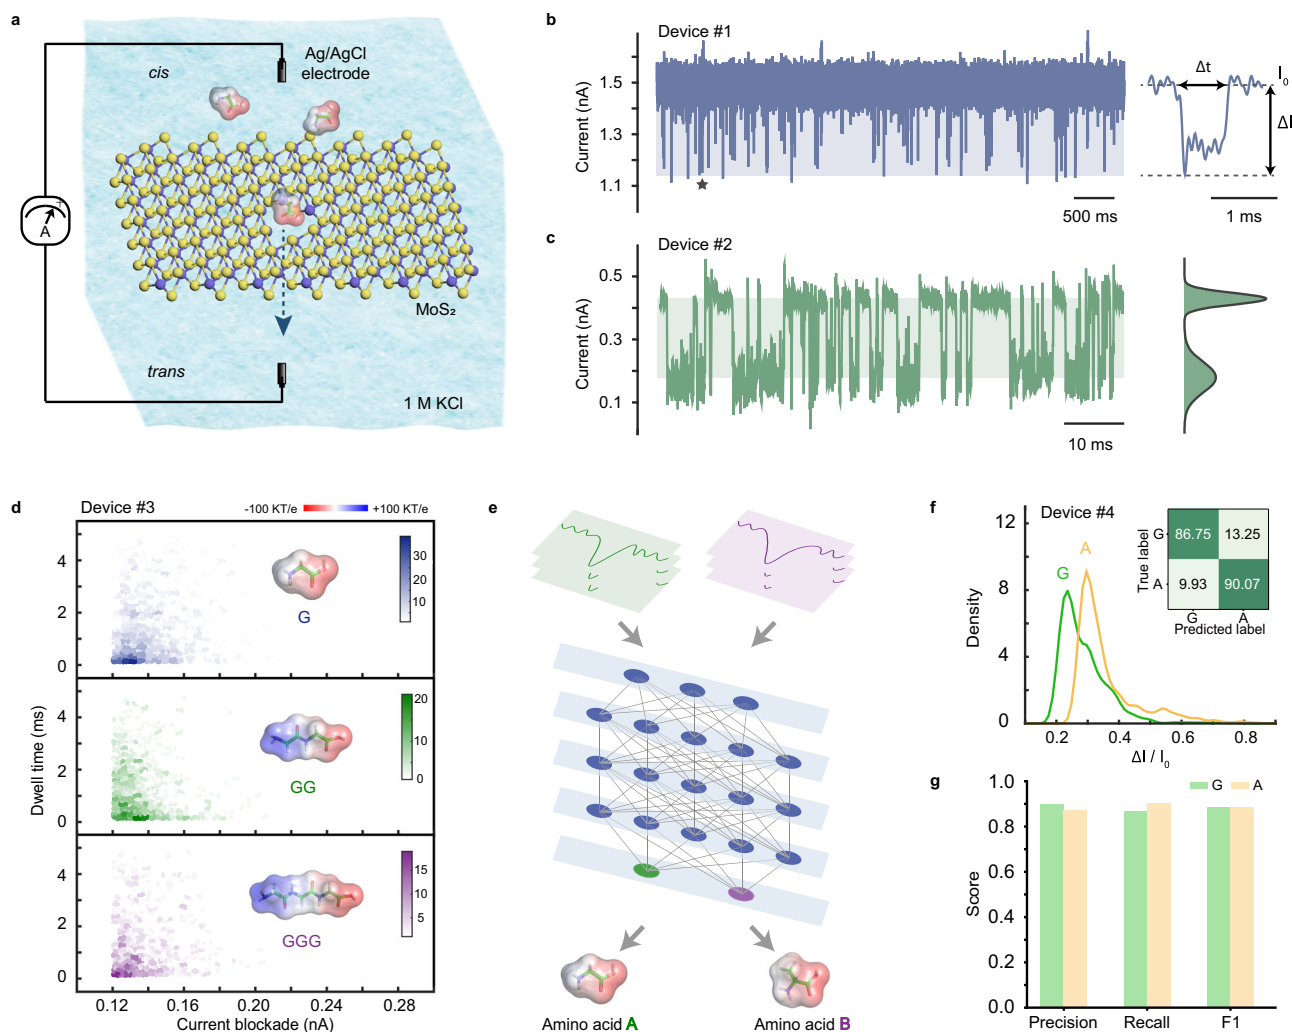 a
Ag/AgCl
electrode
cis
A
+
MoS₂
trans
1 M KCl
b
Device #1
Current (nA)
1.5
1.3
1.1
500 ms
Δt
I₀
ΔI
1 ms
c
Device #2
Current (nA)
0.5
0.3
0.1
10 ms
d
Device #3
-100 KT/e
+100 KT/e
4
2
0
30
20
10
G
4
2
0
20
10
0
GG
4
2
0
15
10
5
GGG
Dwell time (ms)
0.12
0.16
0.20
0.24
0.28
Current blockade (nA)
e
Amino acid A
Amino acid B
f
Device #4
12
8
4
0
Density
G
A
0.2
0.4
0.6
0.8
ΔI / I₀
True label
G
86.75
13.25
A
9.93
90.07
G
A
Predicted label
g
G
A
1.0
0.8
0.6
0.4
0.2
0.0
Score
Precision
Recall
F1